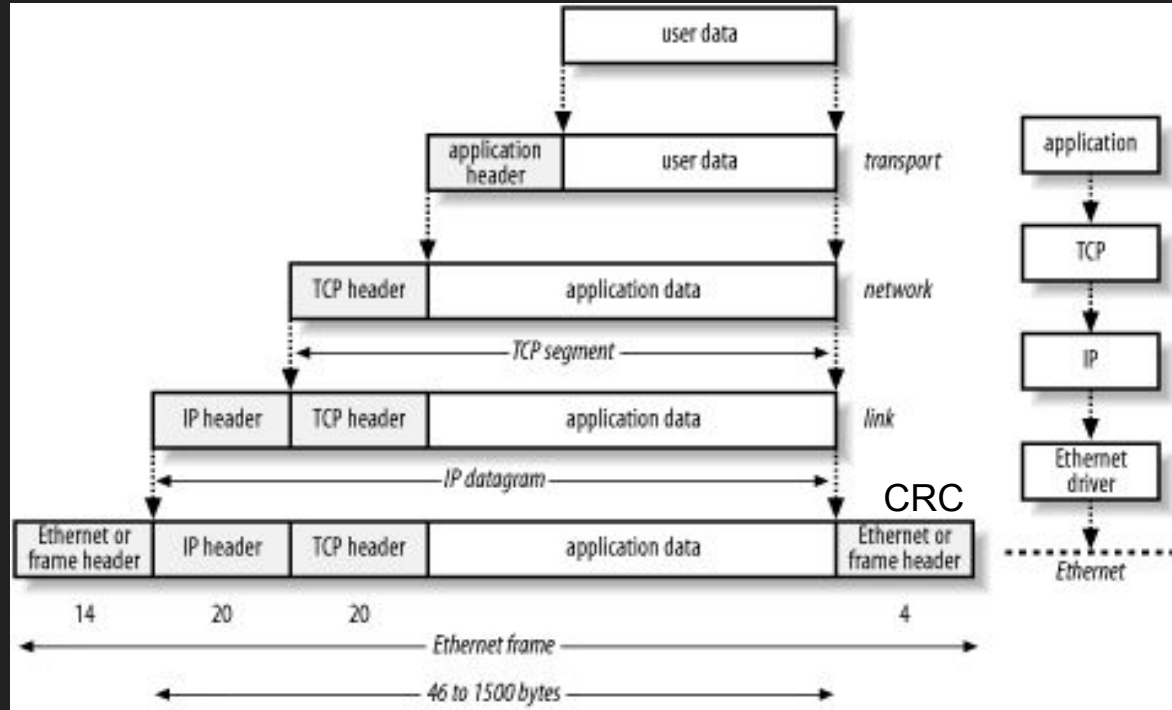 user data
application
header
user data
transport
TCP header
application data
network
TCP segment
IP header
TCP header
application data
link
IP datagram
CRC
Ethernet or
frame header
IP header
TCP header
application data
Ethernet or
frame header
14
20
20
4
Ethernet frame
46 to 1500 bytes
application
TCP
IP
Ethernet
driver
Ethernet